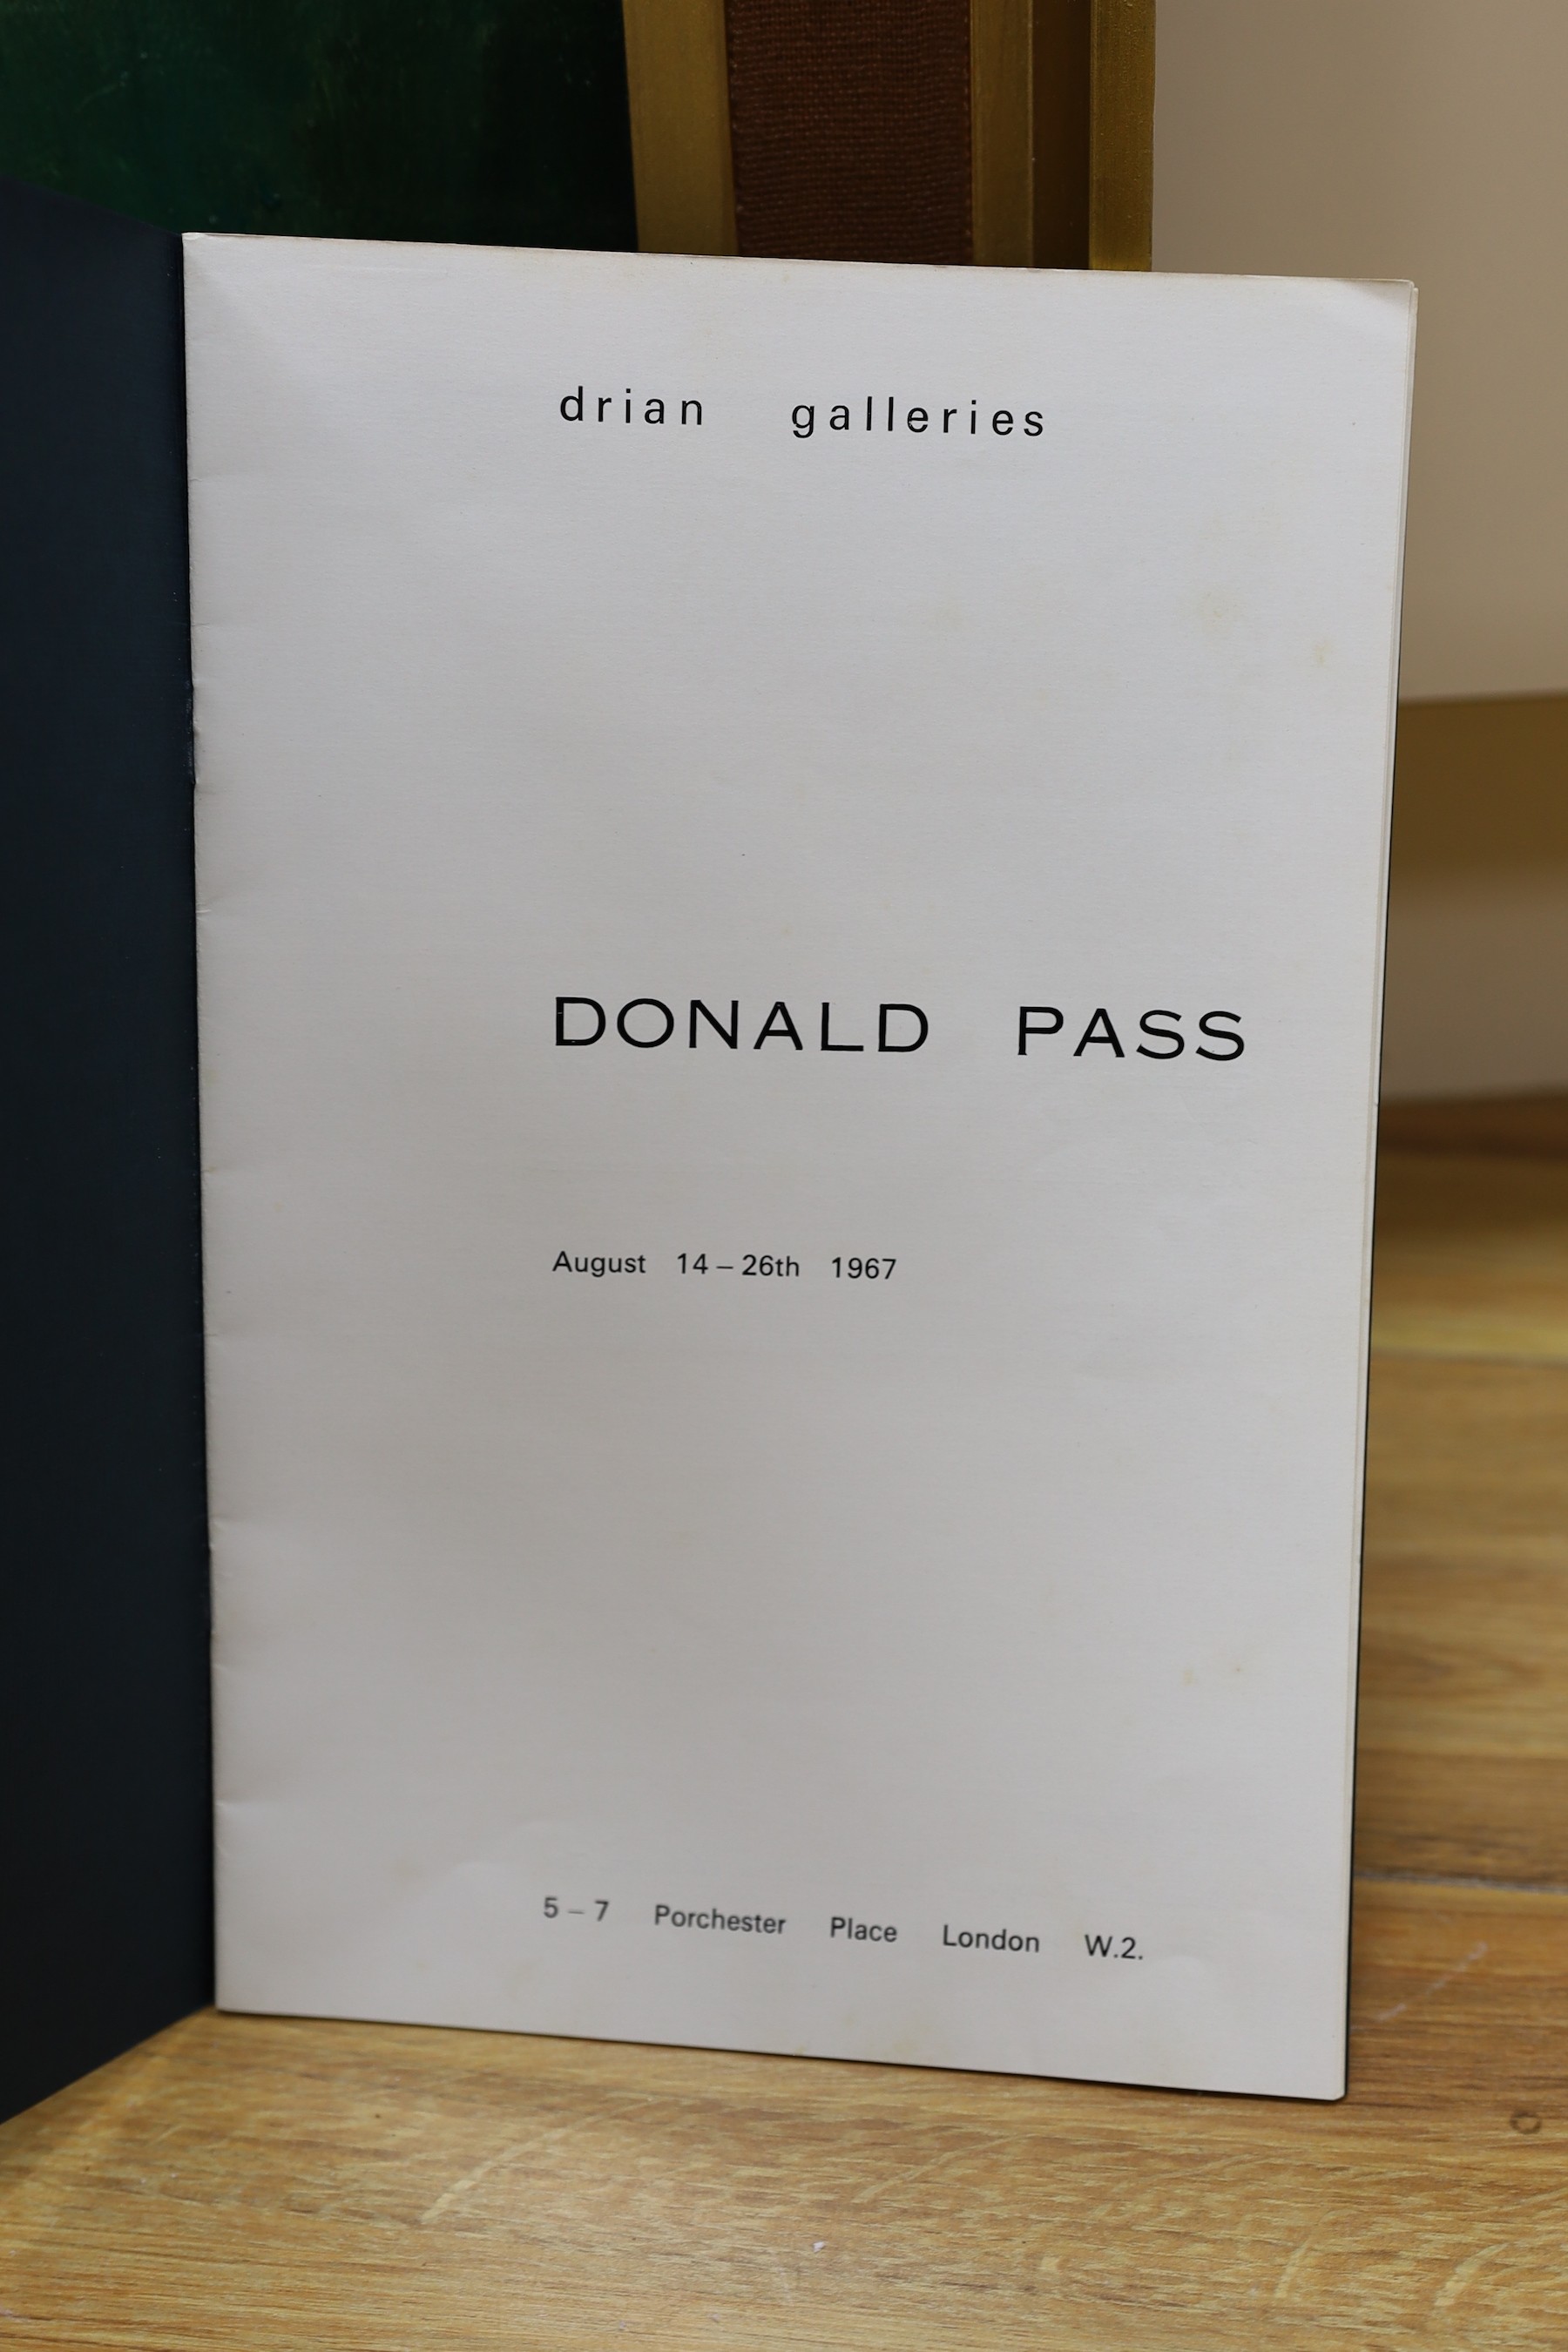 drian galleries
DONALD PASS
August 14 – 26th 1967
5 – 7 Porchester Place London W.2.